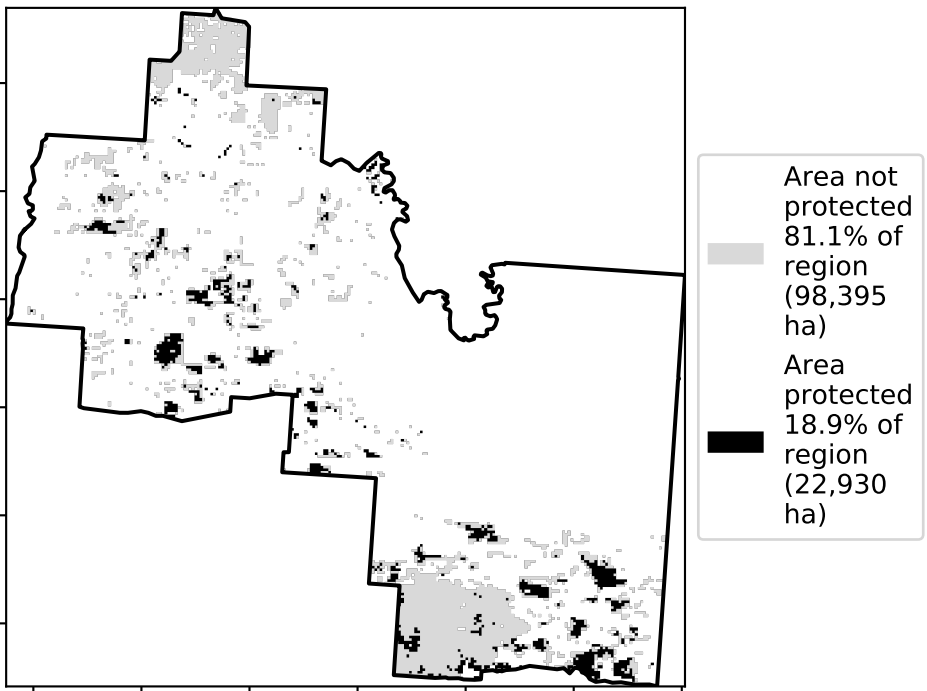 Area not
protected
81.1% of
region
(98,395
ha)
Area
protected
18.9% of
region
(22,930
ha)